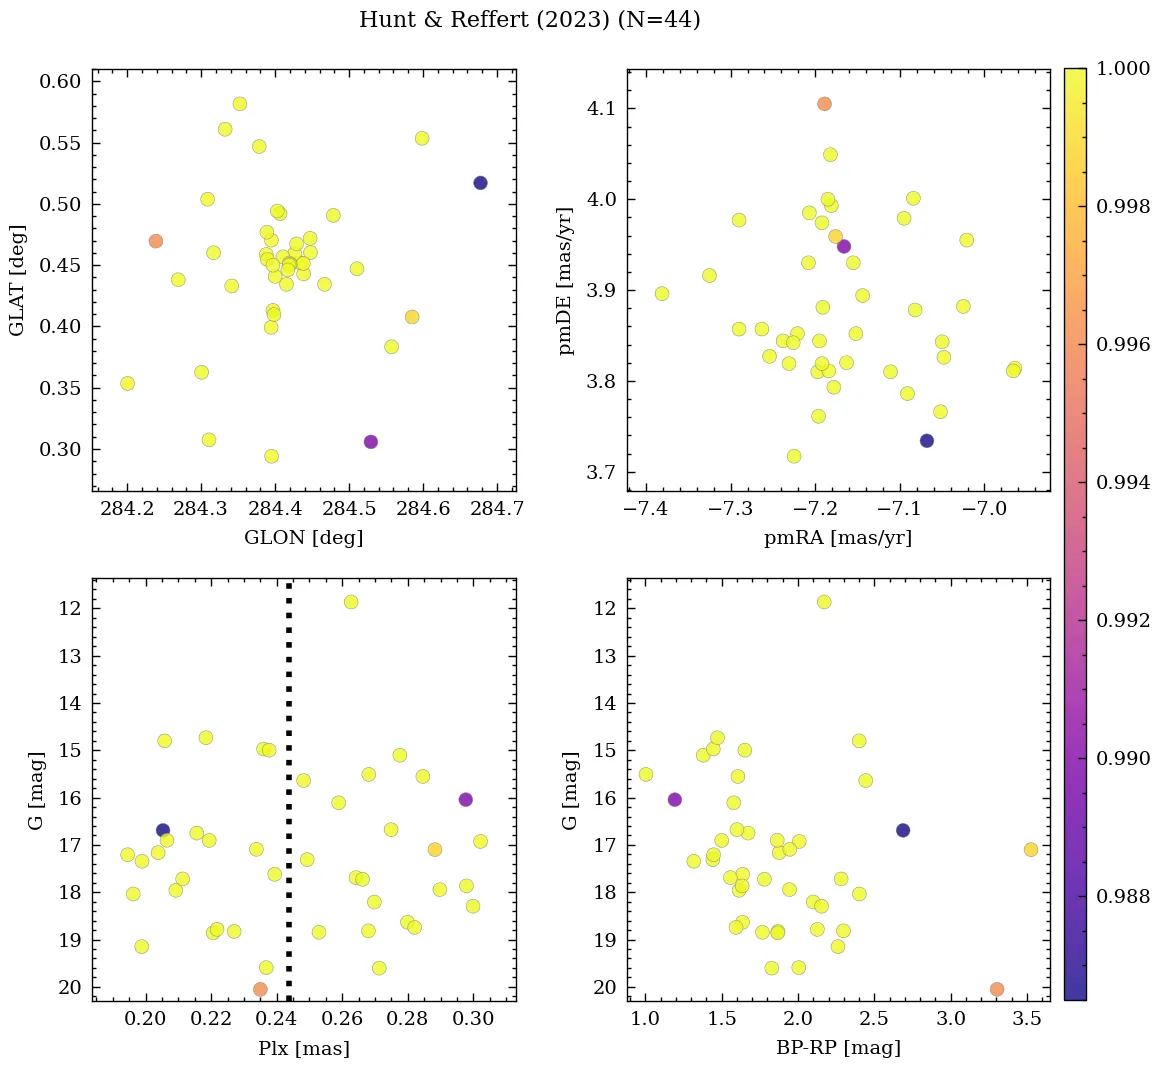 Hunt & Reffert (2023) (N=44)
0.60
0.55
0.50
0.45
0.40
0.35
0.30
GLAT [deg]
284.2 284.3 284.4 284.5 284.6 284.7
GLON [deg]
4.1
4.0
3.9
3.8
3.7
pmDE [mas/yr]
−7.4 −7.3 −7.2 −7.1 −7.0
pmRA [mas/yr]
12
13
14
15
16
17
18
19
20
G [mag]
0.20 0.22 0.24 0.26 0.28 0.30
Plx [mas]
12
13
14
15
16
17
18
19
20
G [mag]
1.0 1.5 2.0 2.5 3.0 3.5
BP-RP [mag]
1.000
0.998
0.996
0.994
0.992
0.990
0.988